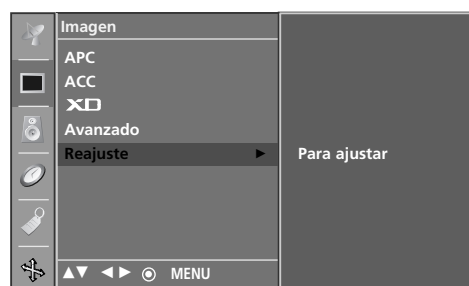 Imagen
APC
ACC
XD
Avanzado
Reajuste ► Para ajustar
▲▼ ◄► ◉ MENU